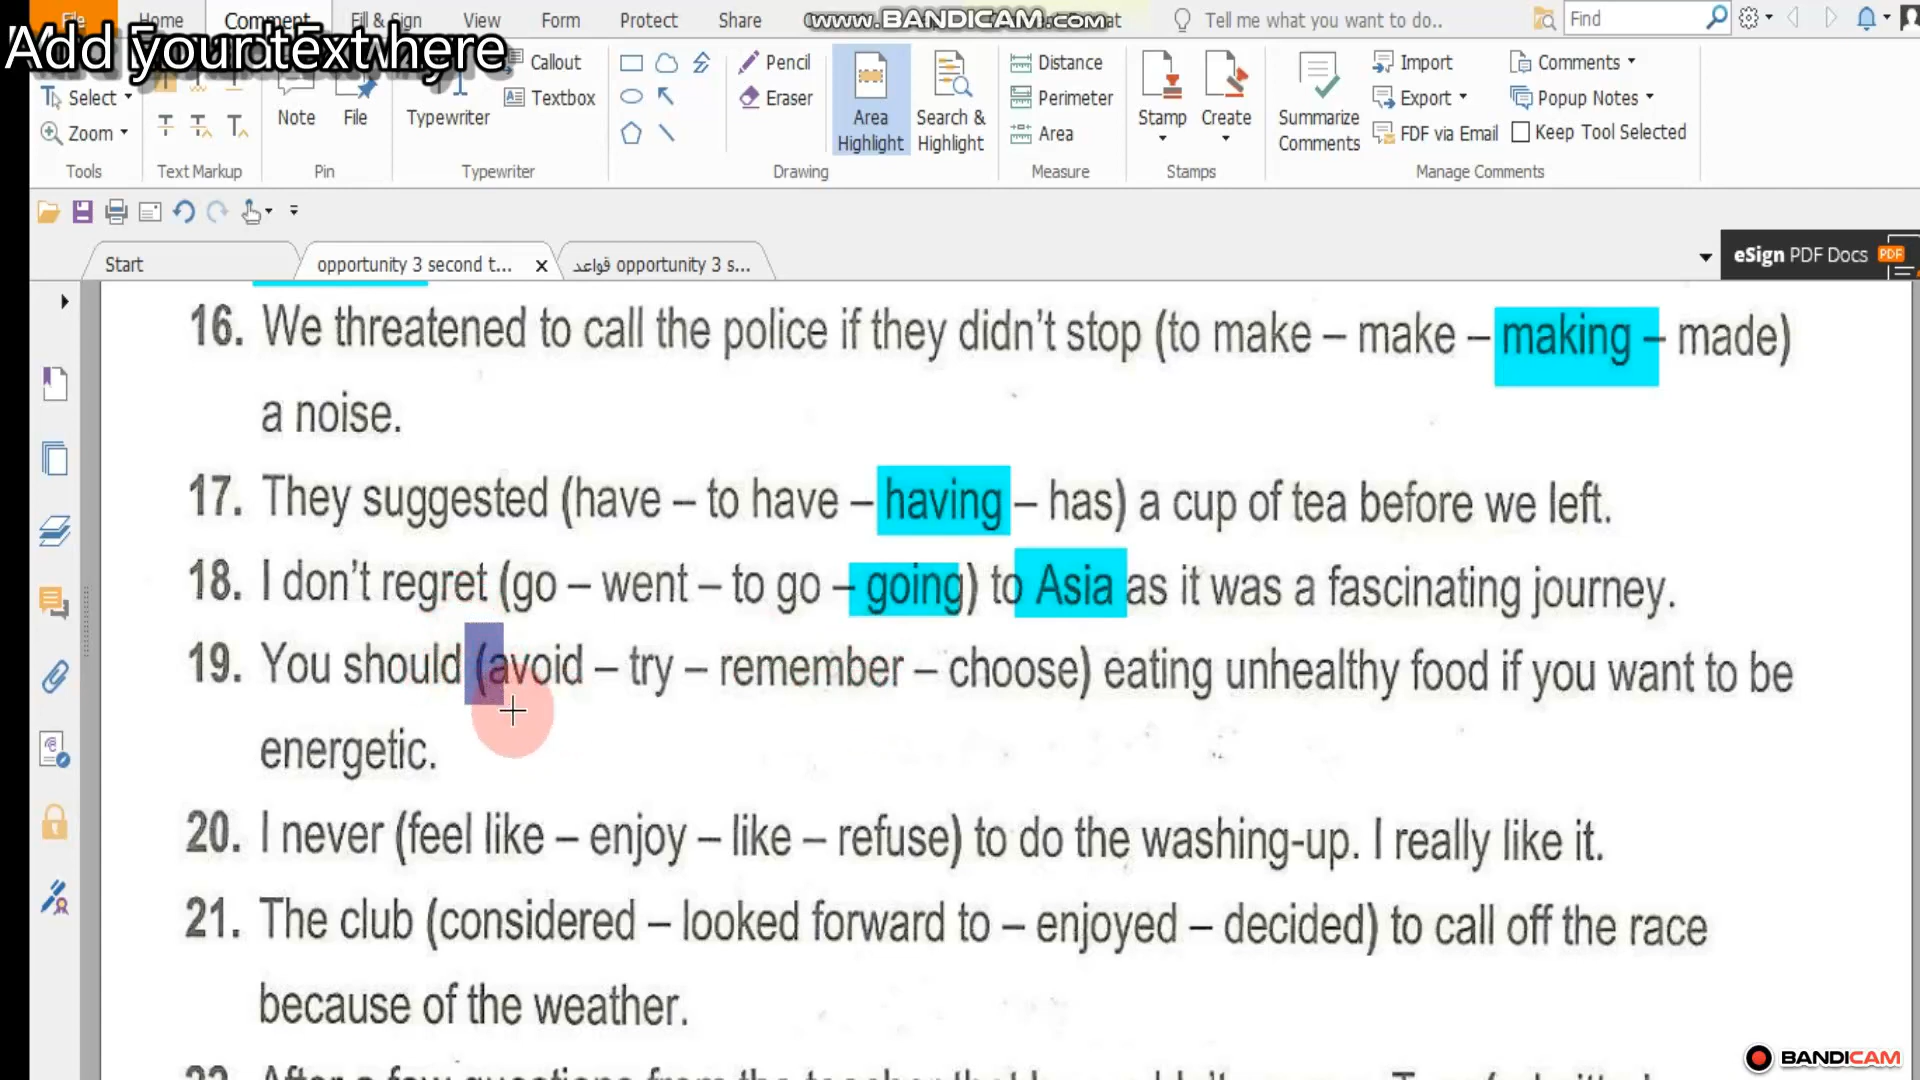 File Home Comment Fill & Sign View Form Protect Share www.BANDICAM.com Tell me what you want to do.. Find
Add your text here
Callout Pencil Distance Import Comments
Select Textbox Eraser Perimeter Export Popup Notes
Note File Typewriter Area Highlight Search & Highlight Stamp Create Summarize Comments
Zoom Area FDF via Email Keep Tool Selected
Tools Text Markup Pin Typewriter Drawing Measure Stamps Manage Comments
Start opportunity 3 second t... قواعد opportunity 3 s... eSign PDF Docs PDF
16. We threatened to call the police if they didn't stop (to make – make – making – made)
a noise.
17. They suggested (have – to have – having – has) a cup of tea before we left.
18. I don't regret (go – went – to go – going) to Asia as it was a fascinating journey.
19. You should (avoid – try – remember – choose) eating unhealthy food if you want to be
energetic.
20. I never (feel like – enjoy – like – refuse) to do the washing-up. I really like it.
21. The club (considered – looked forward to – enjoyed – decided) to call off the race
because of the weather.
BANDICAM